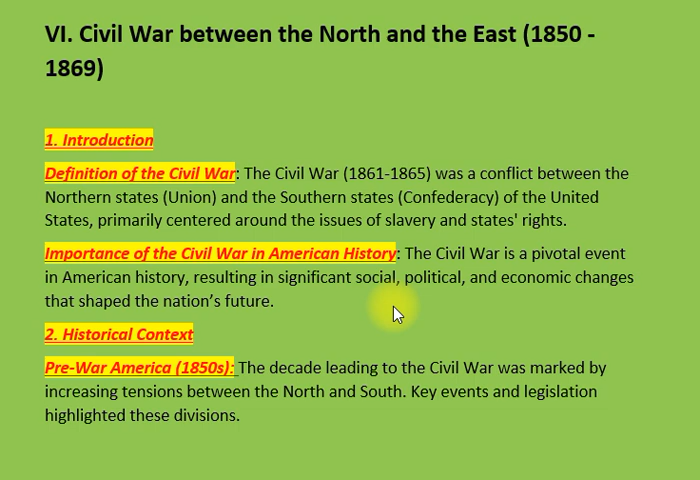 VI. Civil War between the North and the East (1850 -
1869)
1. Introduction
Definition of the Civil War: The Civil War (1861-1865) was a conflict between the
Northern states (Union) and the Southern states (Confederacy) of the United
States, primarily centered around the issues of slavery and states' rights.
Importance of the Civil War in American History: The Civil War is a pivotal event
in American history, resulting in significant social, political, and economic changes
that shaped the nation’s future.
2. Historical Context
Pre-War America (1850s): The decade leading to the Civil War was marked by
increasing tensions between the North and South. Key events and legislation
highlighted these divisions.